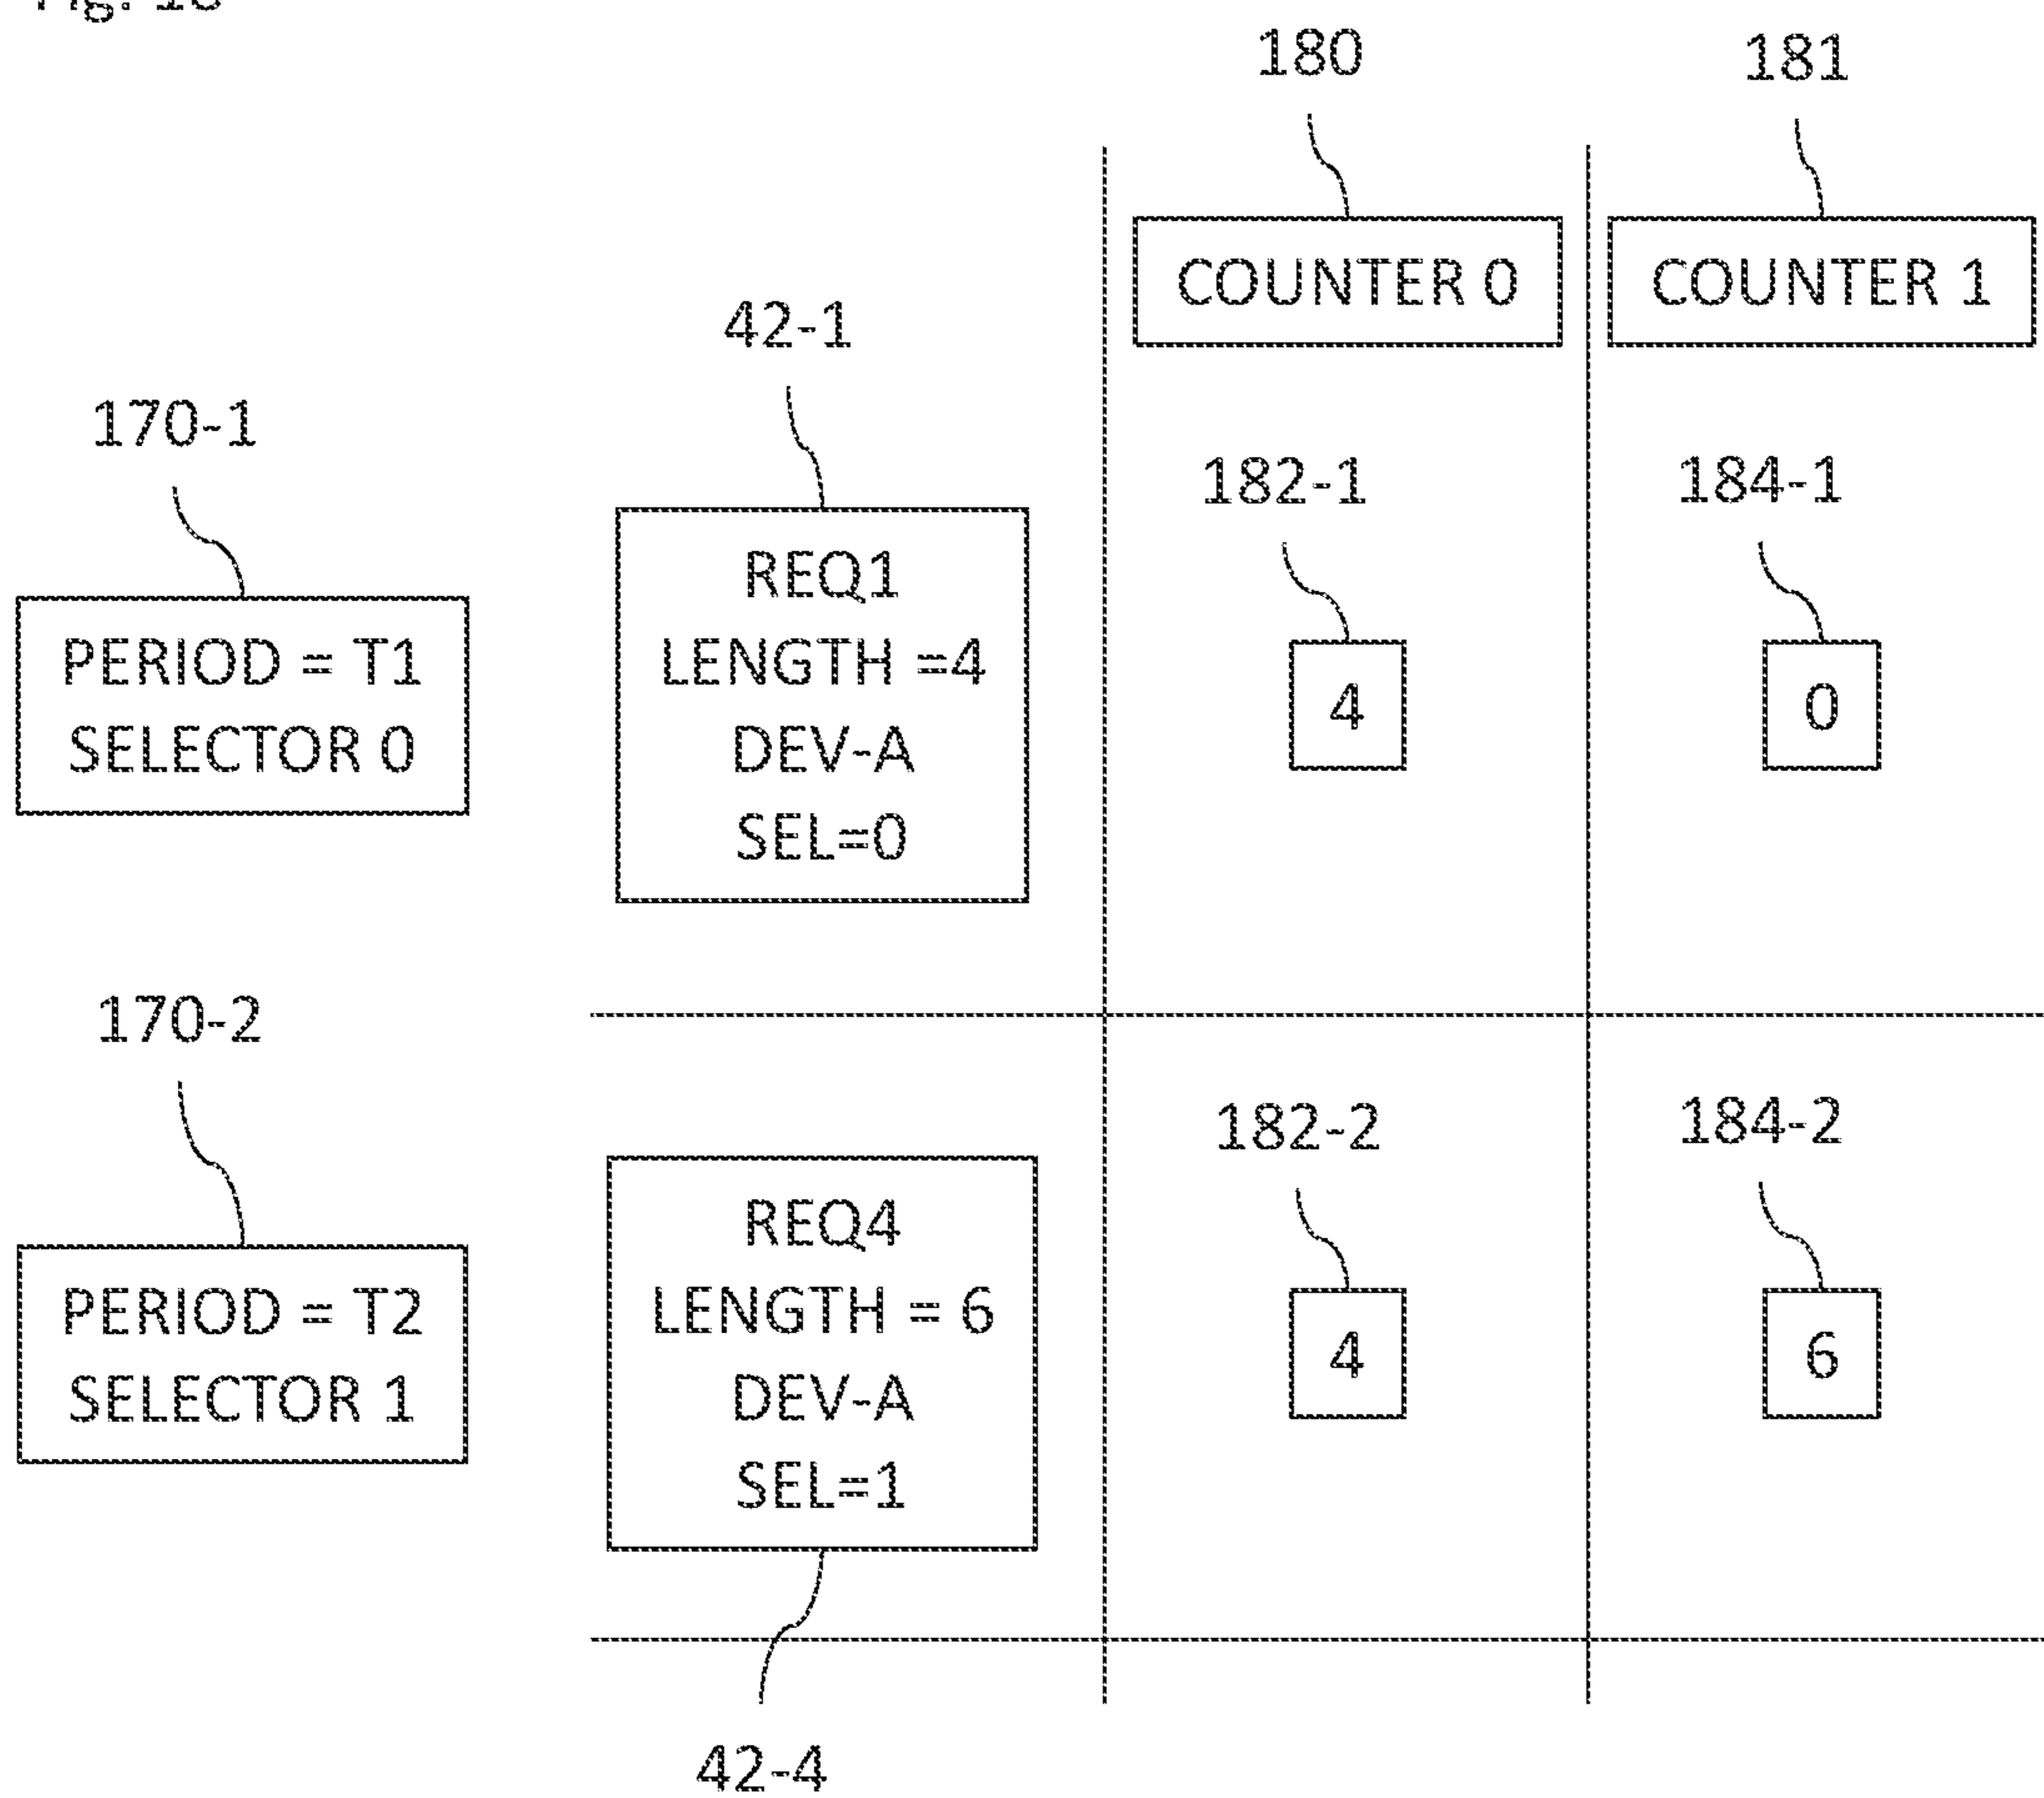 180
181
COUNTER 0
COUNTER 1
42-1
170-1
182-1
184-1
REQ1
LENGTH =4
DEV-A
SEL=0
PERIOD = T1
SELECTOR 0
4
0
170-2
182-2
184-2
REQ4
LENGTH = 6
DEV-A
SEL=1
PERIOD = T2
SELECTOR 1
4
6
42-4